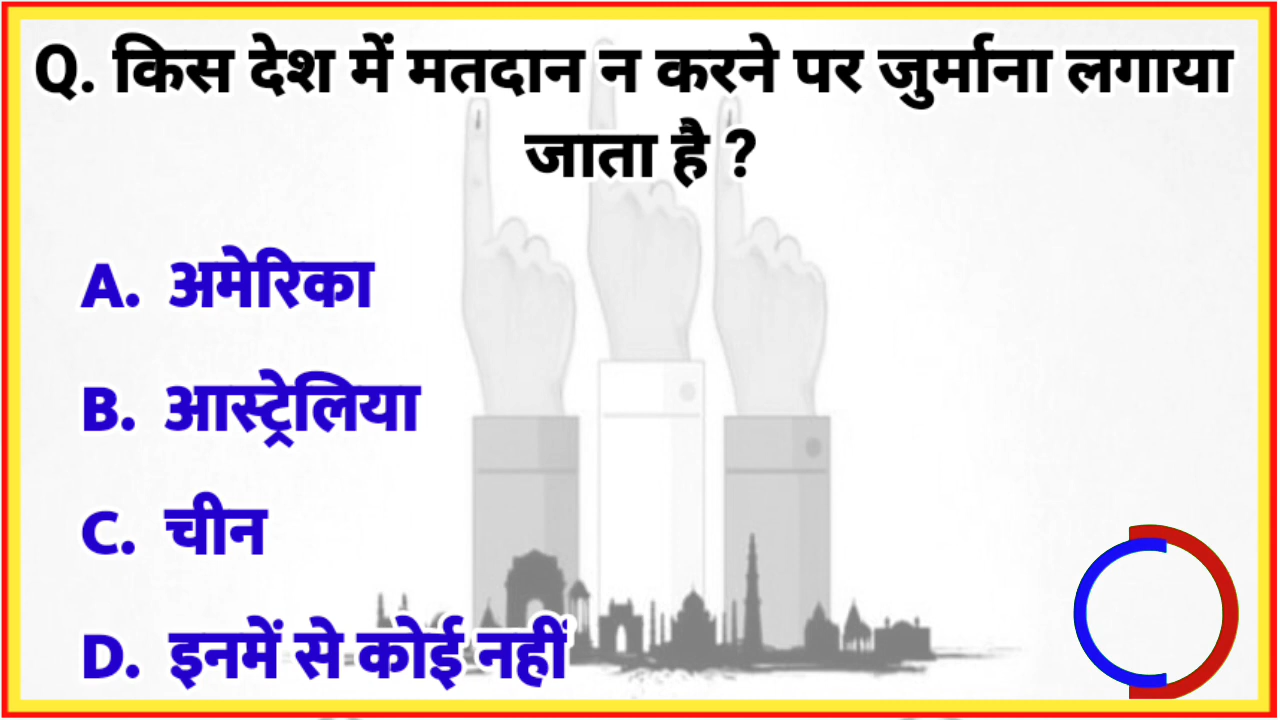 Q. किस देश में मतदान न करने पर जुर्माना लगाया
जाता है ?
A. अमेरिका
B. आस्ट्रेलिया
C. चीन
D. इनमें से कोई नहीं